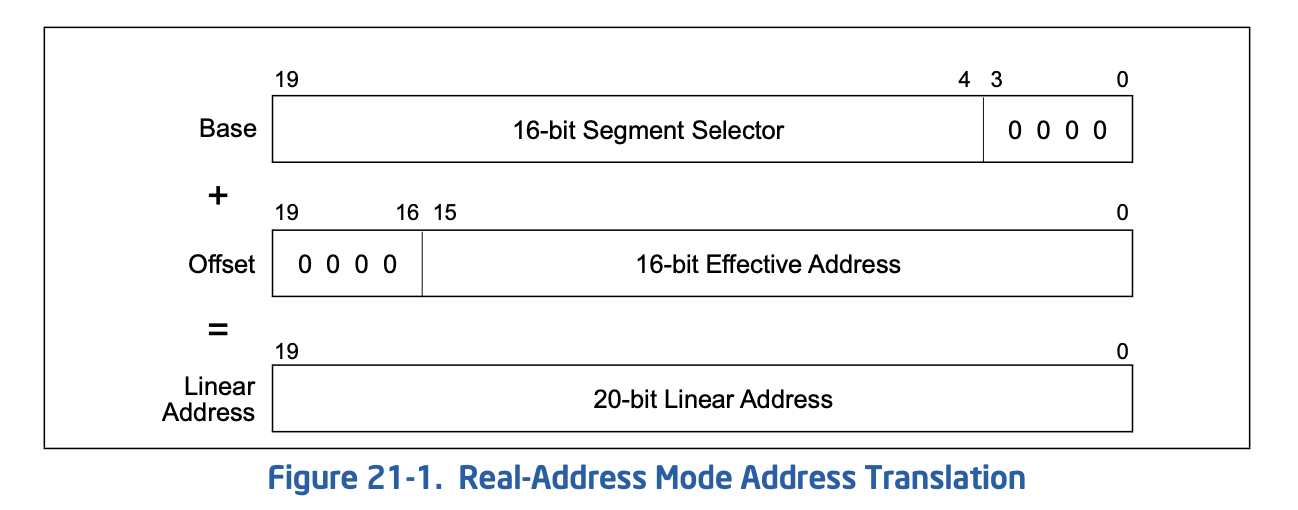 19 4 3 0
Base 16-bit Segment Selector 0 0 0 0
+
19 16 15 0
Offset 0 0 0 0 16-bit Effective Address
=
19 0
Linear
Address 20-bit Linear Address
Figure 21-1. Real-Address Mode Address Translation